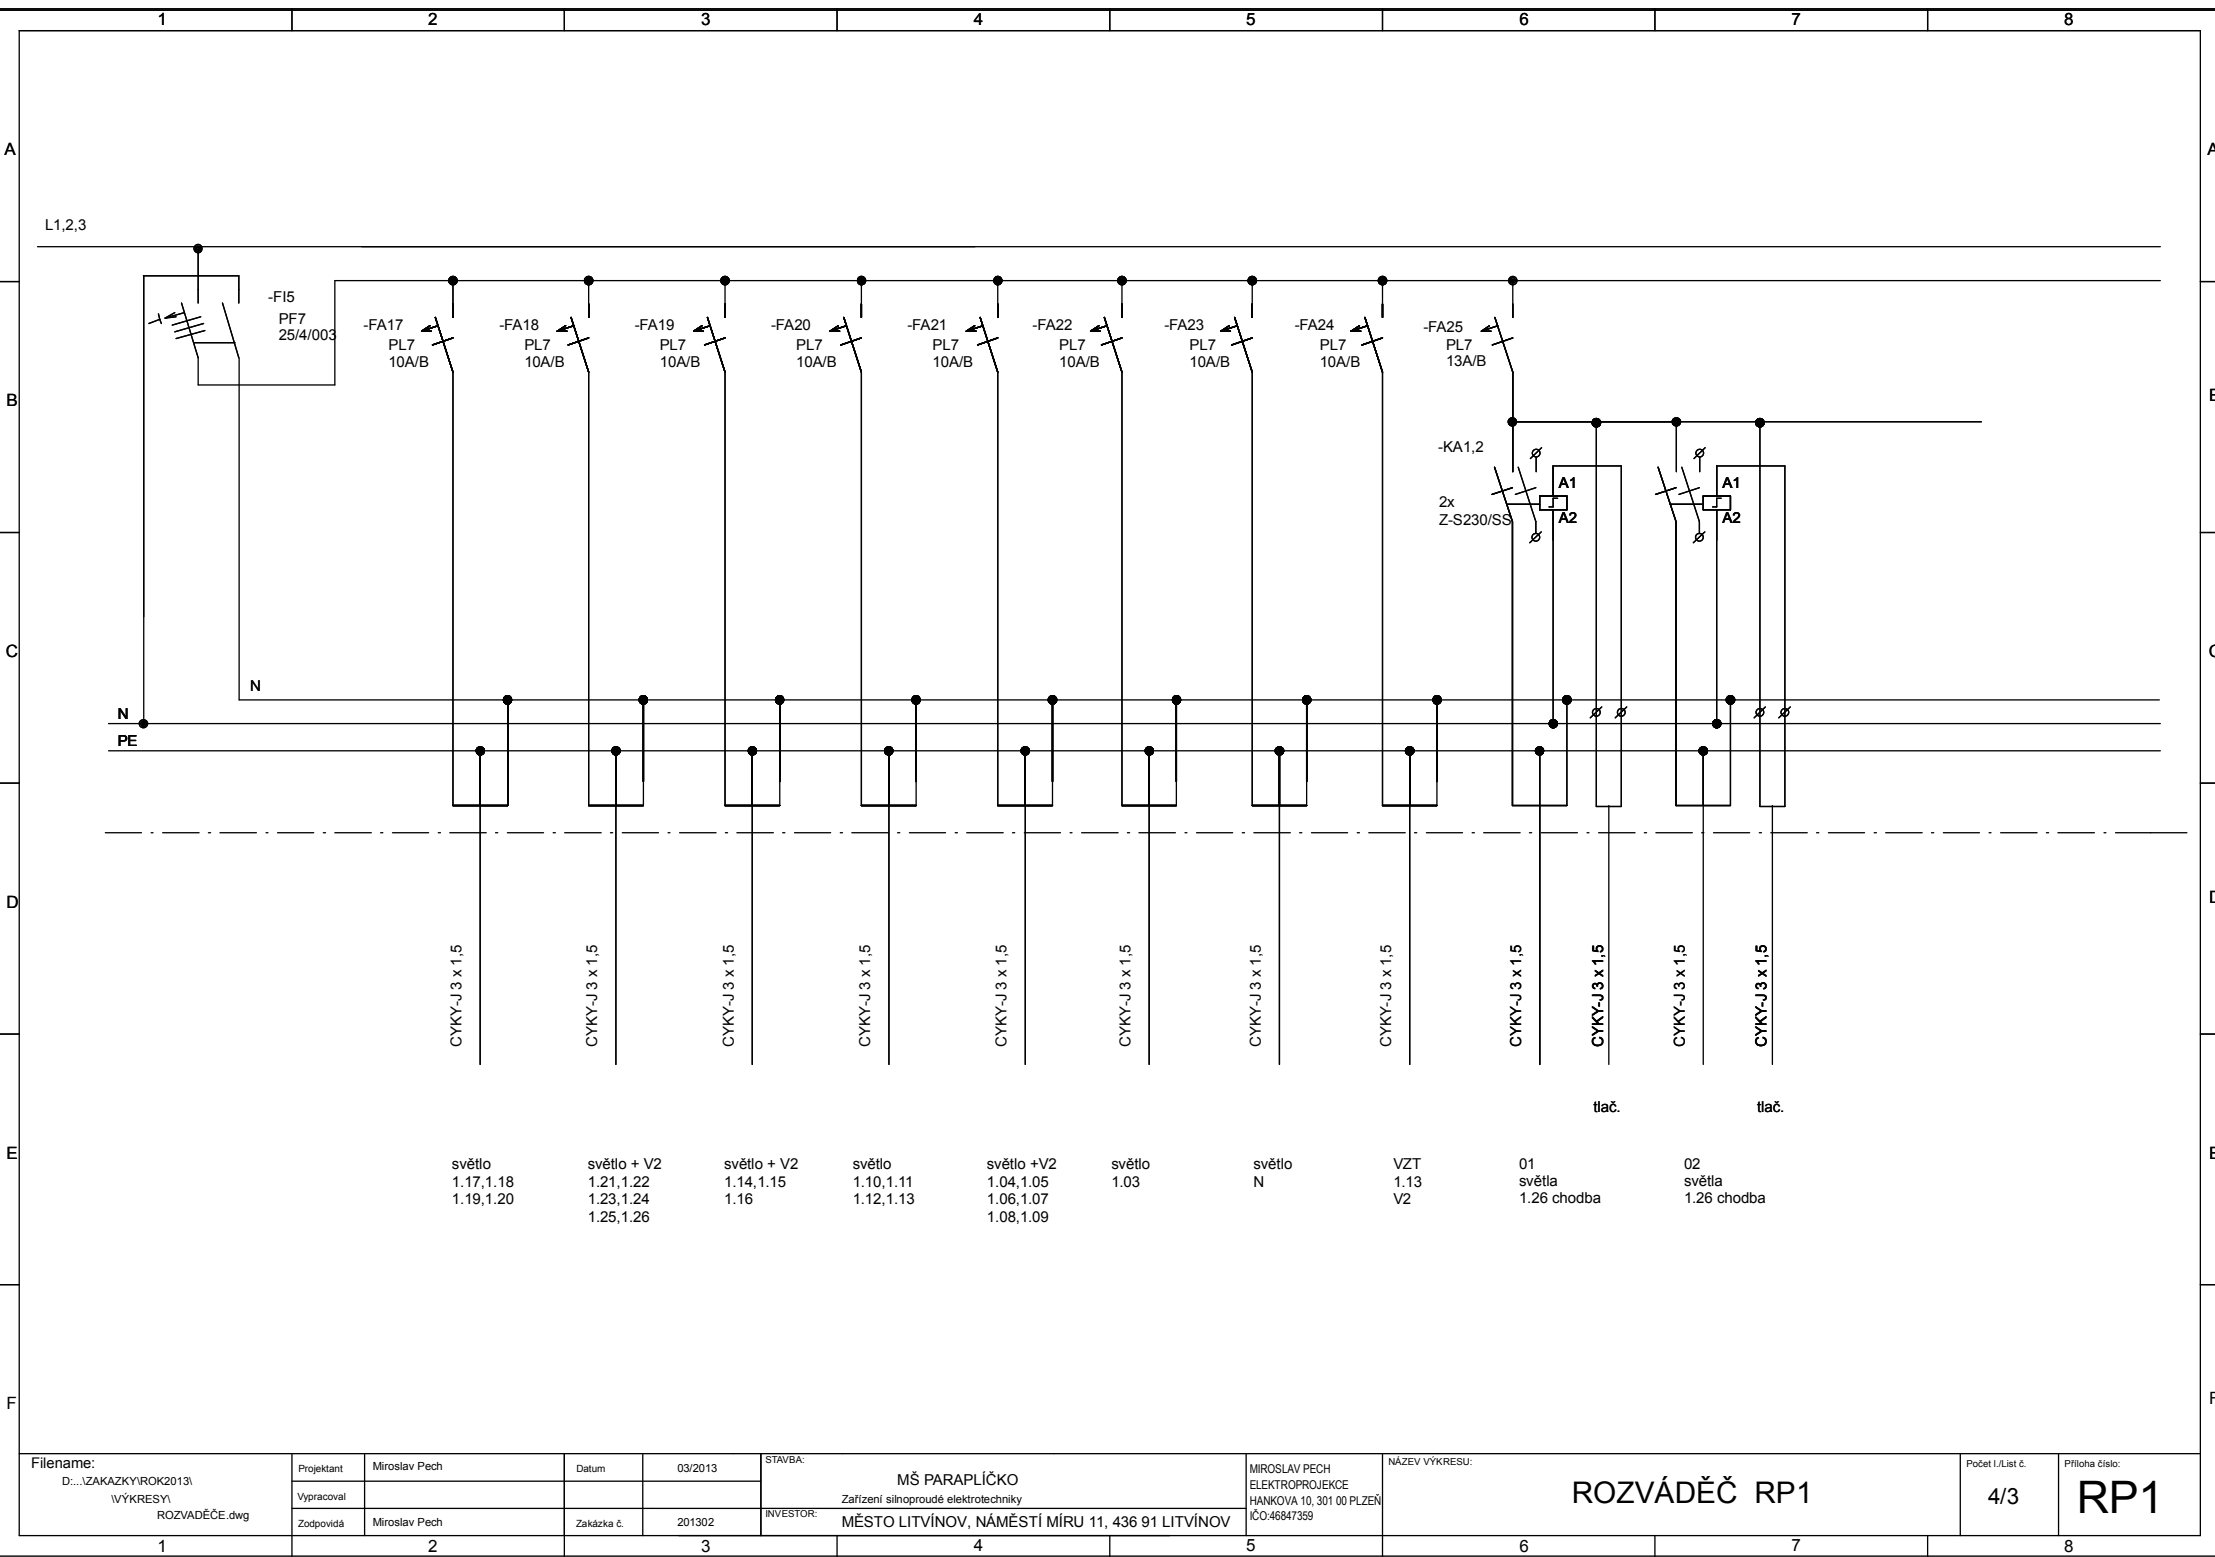 1 2 3 4 5 6 7 8
A
L1,2,3
-FI5
PF7
25/4/003
-FA17
PL7
10A/B
-FA18
PL7
10A/B
-FA19
PL7
10A/B
-FA20
PL7
10A/B
-FA21
PL7
10A/B
-FA22
PL7
10A/B
-FA23
PL7
10A/B
-FA24
PL7
10A/B
-FA25
PL7
13A/B
B
-KA1,2
2x
Z-S230/SS
A1
A2
A1
A2
C
N
N
PE
D
CYKY-J 3 x 1,5
CYKY-J 3 x 1,5
CYKY-J 3 x 1,5
CYKY-J 3 x 1,5
CYKY-J 3 x 1,5
CYKY-J 3 x 1,5
CYKY-J 3 x 1,5
CYKY-J 3 x 1,5
CYKY-J 3 x 1,5
CYKY-J 3 x 1,5
CYKY-J 3 x 1,5
CYKY-J 3 x 1,5
tlač.
tlač.
E
světlo
1.17,1.18
1.19,1.20
světlo + V2
1.21,1.22
1.23,1.24
1.25,1.26
světlo + V2
1.14,1.15
1.16
světlo
1.10,1.11
1.12,1.13
světlo +V2
1.04,1.05
1.06,1.07
1.08,1.09
světlo
1.03
světlo
N
VZT
1.13
V2
01
světla
1.26 chodba
02
světla
1.26 chodba
F
Filename:
D:...\ZAKAZKY\ROK2013\
\VÝKRESY\
ROZVADĚČE.dwg
Projektant Miroslav Pech
Vypracoval
Zodpovídá Miroslav Pech
Datum 03/2013
Zakázka č. 201302
STAVBA:
MŠ PARAPLÍČKO
Zařízení silnoproudé elektrotechniky
INVESTOR:
MĚSTO LITVÍNOV, NÁMĚSTÍ MÍRU 11, 436 91 LITVÍNOV
MIROSLAV PECH
ELEKTROPROJEKCE
HANKOVA 10, 301 00 PLZEŇ
IČO:46847359
NÁZEV VÝKRESU:
ROZVÁDĚČ RP1
Počet l./List č.
4/3
Příloha číslo:
RP1
1 2 3 4 5 6 7 8